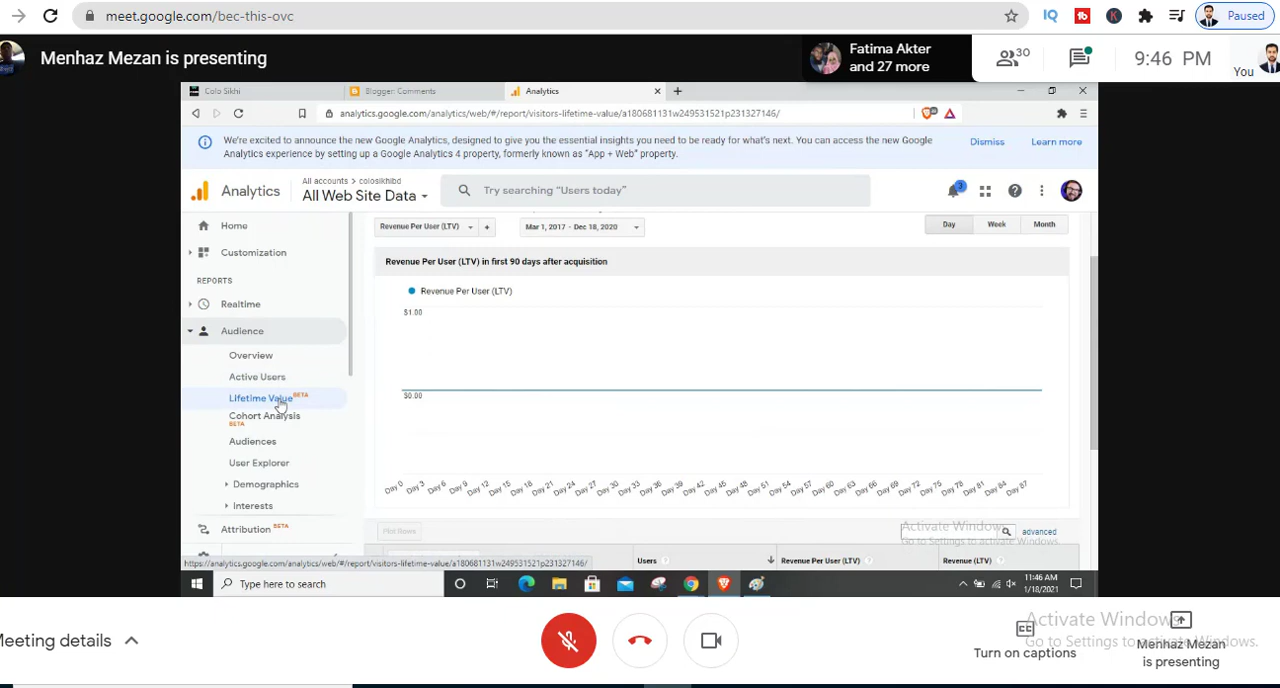 meet.google.com/bec-this-ovc
Paused
Menhaz Mezan is presenting
Fatima Akter
and 27 more
30
9:46 PM
You
Colo Sikhi
Blogger: Comments
Analytics
analytics.google.com/analytics/web/#/report/visitors-lifetime-value/a180681131w249531521p231327146/
We're excited to announce the new Google Analytics, designed to give you the essential insights you need to be ready for what's next. You can access the new Google
Analytics experience by setting up a Google Analytics 4 property, formerly known as "App + Web" property.
Dismiss
Learn more
Analytics
All accounts > colosikhibd
All Web Site Data
Try searching "Users today"
3
Home
Customization
REPORTS
Realtime
Audience
Overview
Active Users
Lifetime Value BETA
Cohort Analysis
BETA
Audiences
User Explorer
Demographics
Interests
Attribution BETA
Revenue Per User (LTV)
+
Mar 1, 2017 - Dec 18, 2020
Day
Week
Month
Revenue Per User (LTV) in first 90 days after acquisition
Revenue Per User (LTV)
$1.00
$0.00
Day 0 Day 3 Day 6 Day 9 Day 12 Day 15 Day 18 Day 21 Day 24 Day 27 Day 30 Day 33 Day 36 Day 39 Day 42 Day 45 Day 48 Day 51 Day 54 Day 57 Day 60 Day 63 Day 66 Day 69 Day 72 Day 75 Day 78 Day 81 Day 84 Day 87
Plot Rows
advanced
Activate Windows
Go to Settings to activate Windows.
Users
Revenue Per User (LTV)
Revenue (LTV)
https://analytics.google.com/analytics/web/#/report/visitors-lifetime-value/a180681131w249531521p231327146/
Type here to search
11:46 AM
1/18/2021
Meeting details
Turn on captions
Menhaz Mezan
is presenting
Activate Windows
Go to Settings to activate Windows.